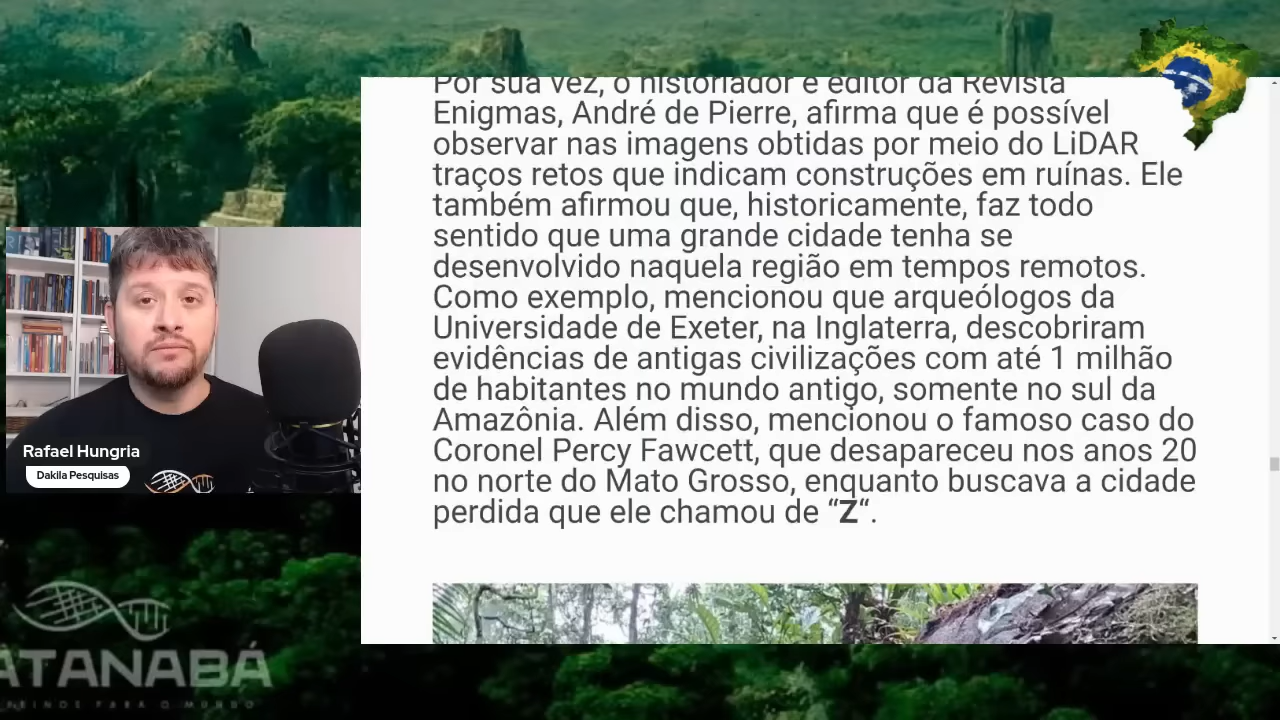 Por sua vez, o historiador e editor da Revista
Enigmas, André de Pierre, afirma que é possível
observar nas imagens obtidas por meio do LiDAR
traços retos que indicam construções em ruínas. Ele
também afirmou que, historicamente, faz todo
sentido que uma grande cidade tenha se
desenvolvido naquela região em tempos remotos.
Como exemplo, mencionou que arqueólogos da
Universidade de Exeter, na Inglaterra, descobriram
evidências de antigas civilizações com até 1 milhão
de habitantes no mundo antigo, somente no sul da
Amazônia. Além disso, mencionou o famoso caso do
Coronel Percy Fawcett, que desapareceu nos anos 20
no norte do Mato Grosso, enquanto buscava a cidade
perdida que ele chamou de “Z“.
Rafael Hungria
Dakila Pesquisas
ATANABÁ
PARA O MUNDO